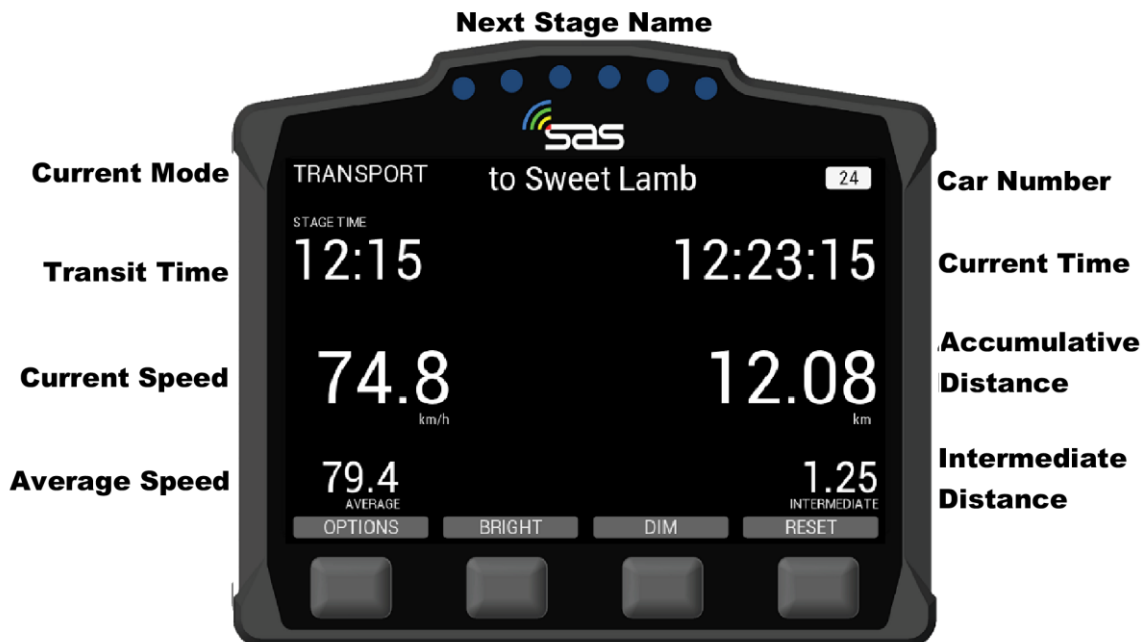 Next Stage Name
sas
Current Mode
TRANSPORT
to Sweet Lamb
24
Car Number
STAGE TIME
Transit Time
12:15
12:23:15
Current Time
Current Speed
74.8
km/h
12.08
km
Accumulative
Distance
Average Speed
79.4
AVERAGE
1.25
INTERMEDIATE
Intermediate
Distance
OPTIONS
BRIGHT
DIM
RESET